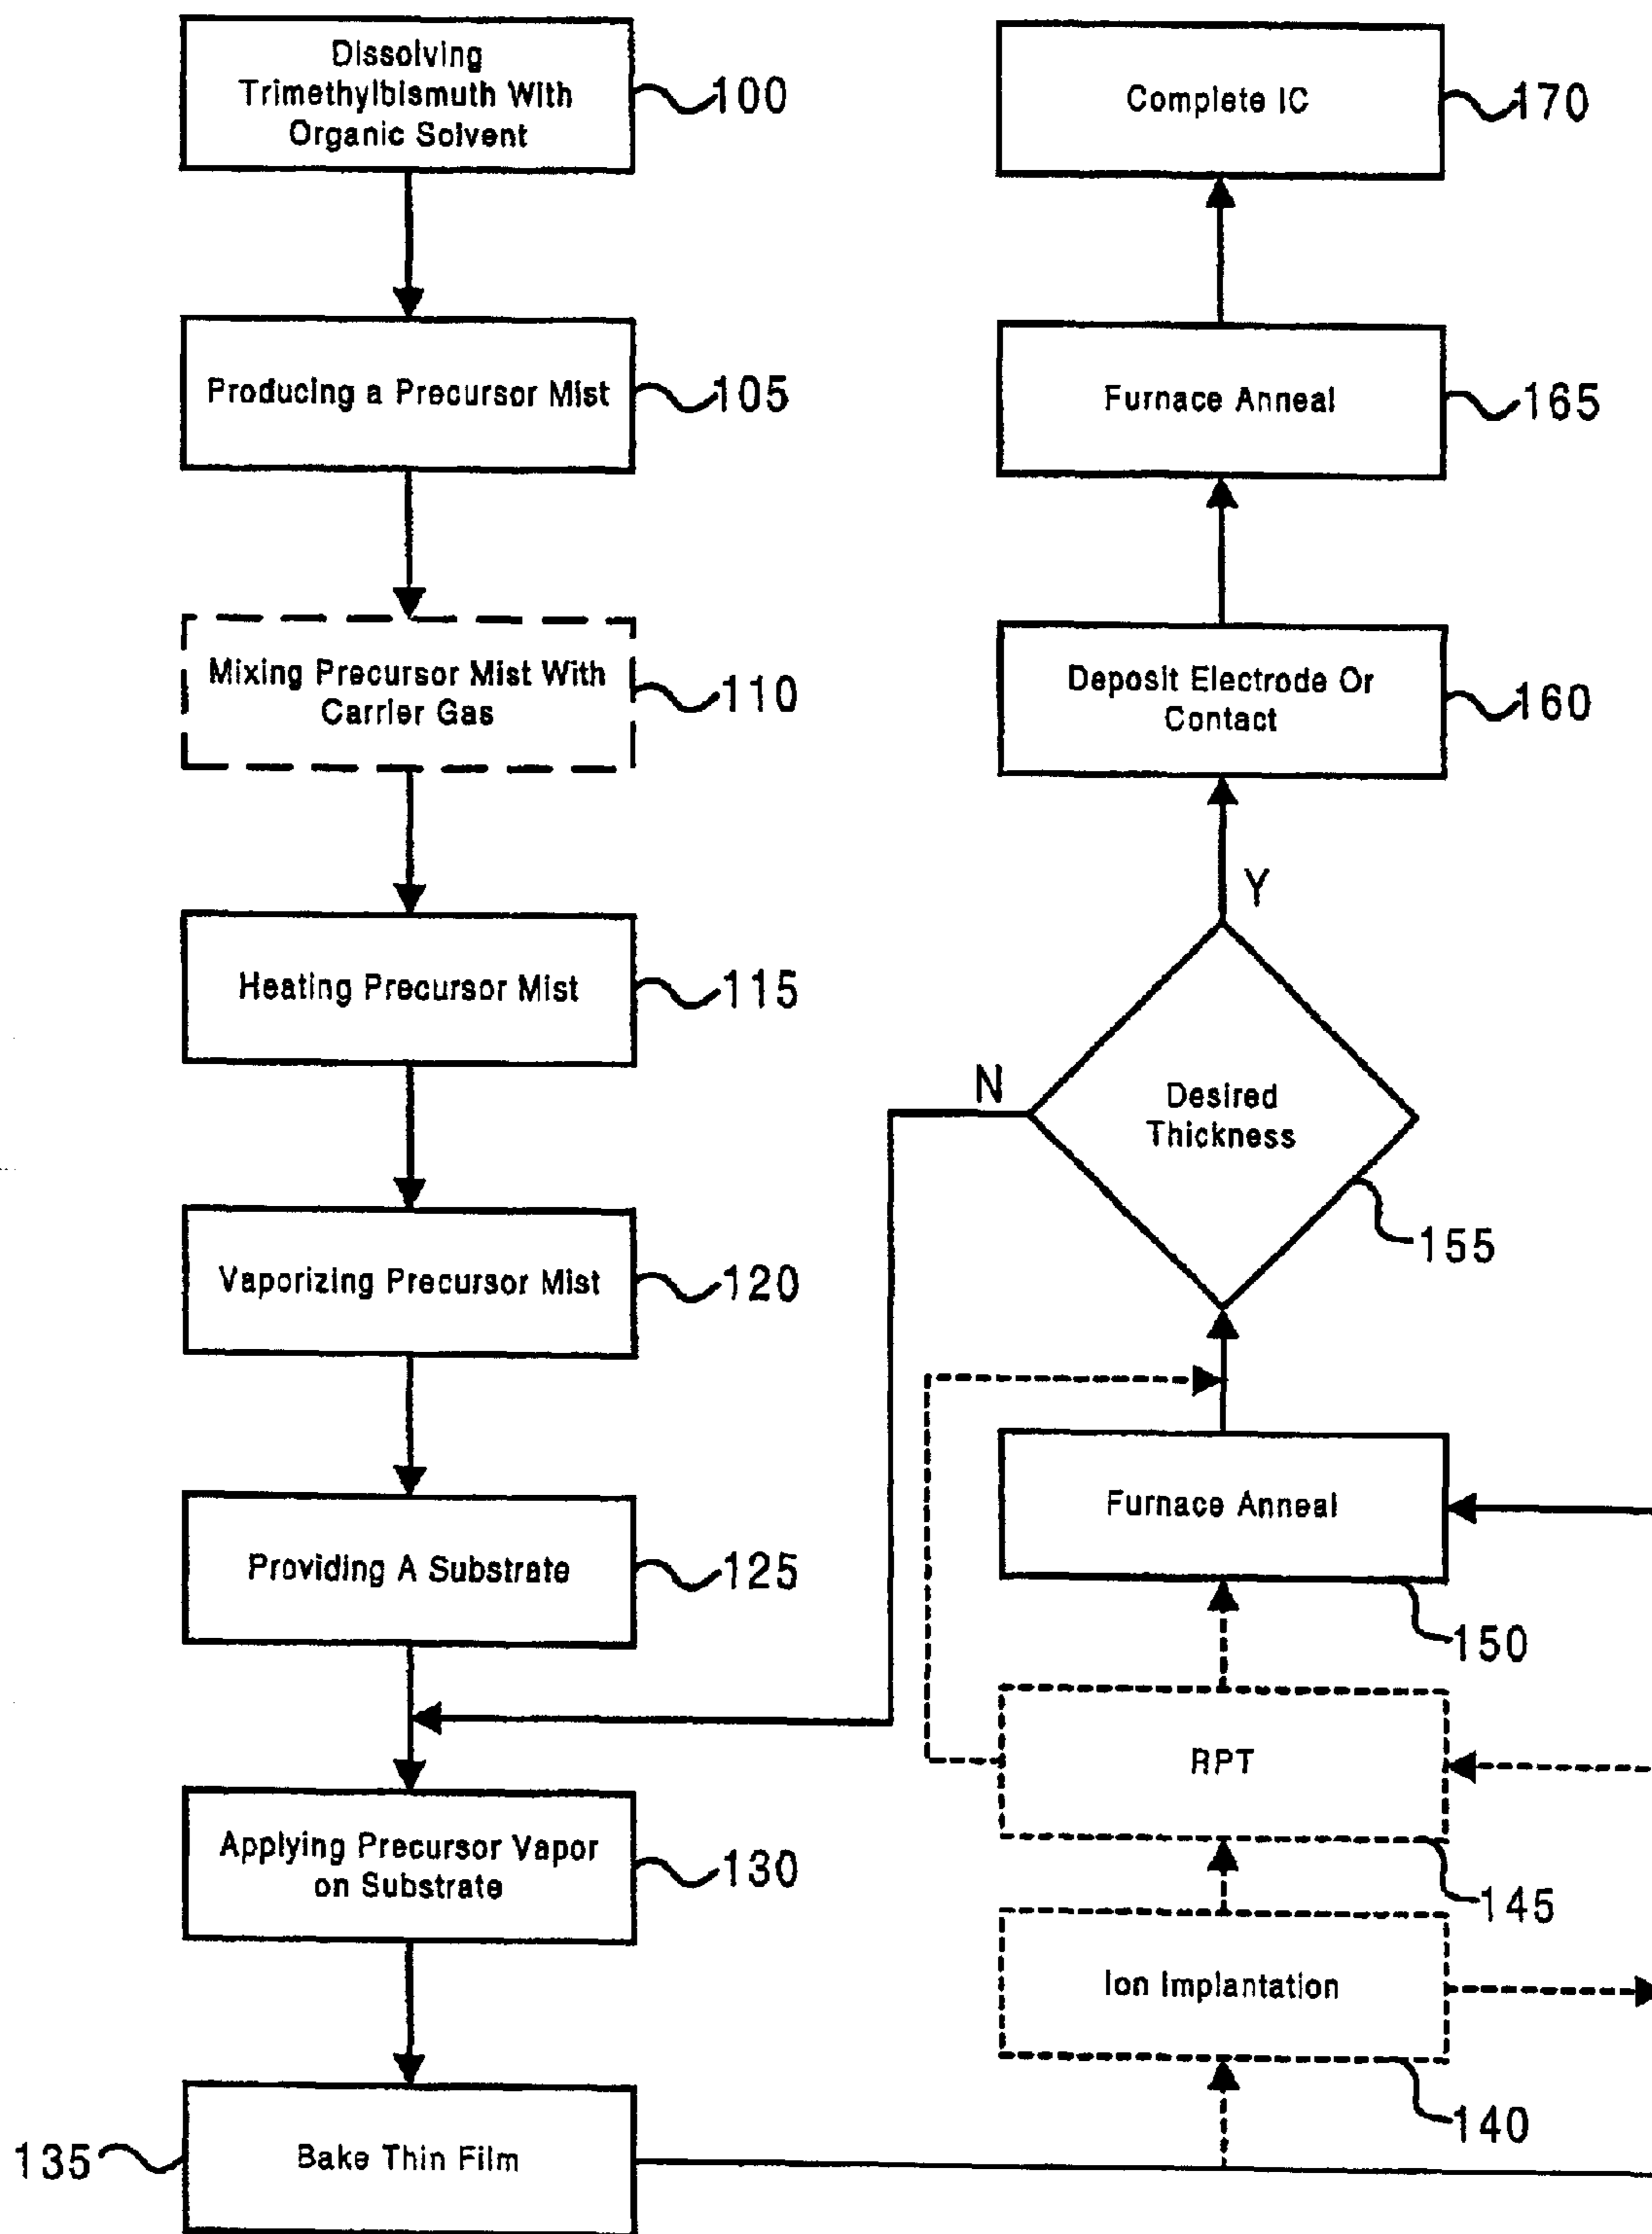 Dissolving
Trimethylbismuth With
Organic Solvent
100
Producing a Precursor Mist
105
Mixing Precursor Mist With
Carrier Gas
110
Heating Precursor Mist
115
Vaporizing Precursor Mist
120
Providing A Substrate
125
Applying Precursor Vapor
on Substrate
130
Bake Thin Film
135
Complete IC
170
Furnace Anneal
165
Deposit Electrode Or
Contact
160
Y
N
Desired
Thickness
155
Furnace Anneal
150
RPT
145
Ion Implantation
140